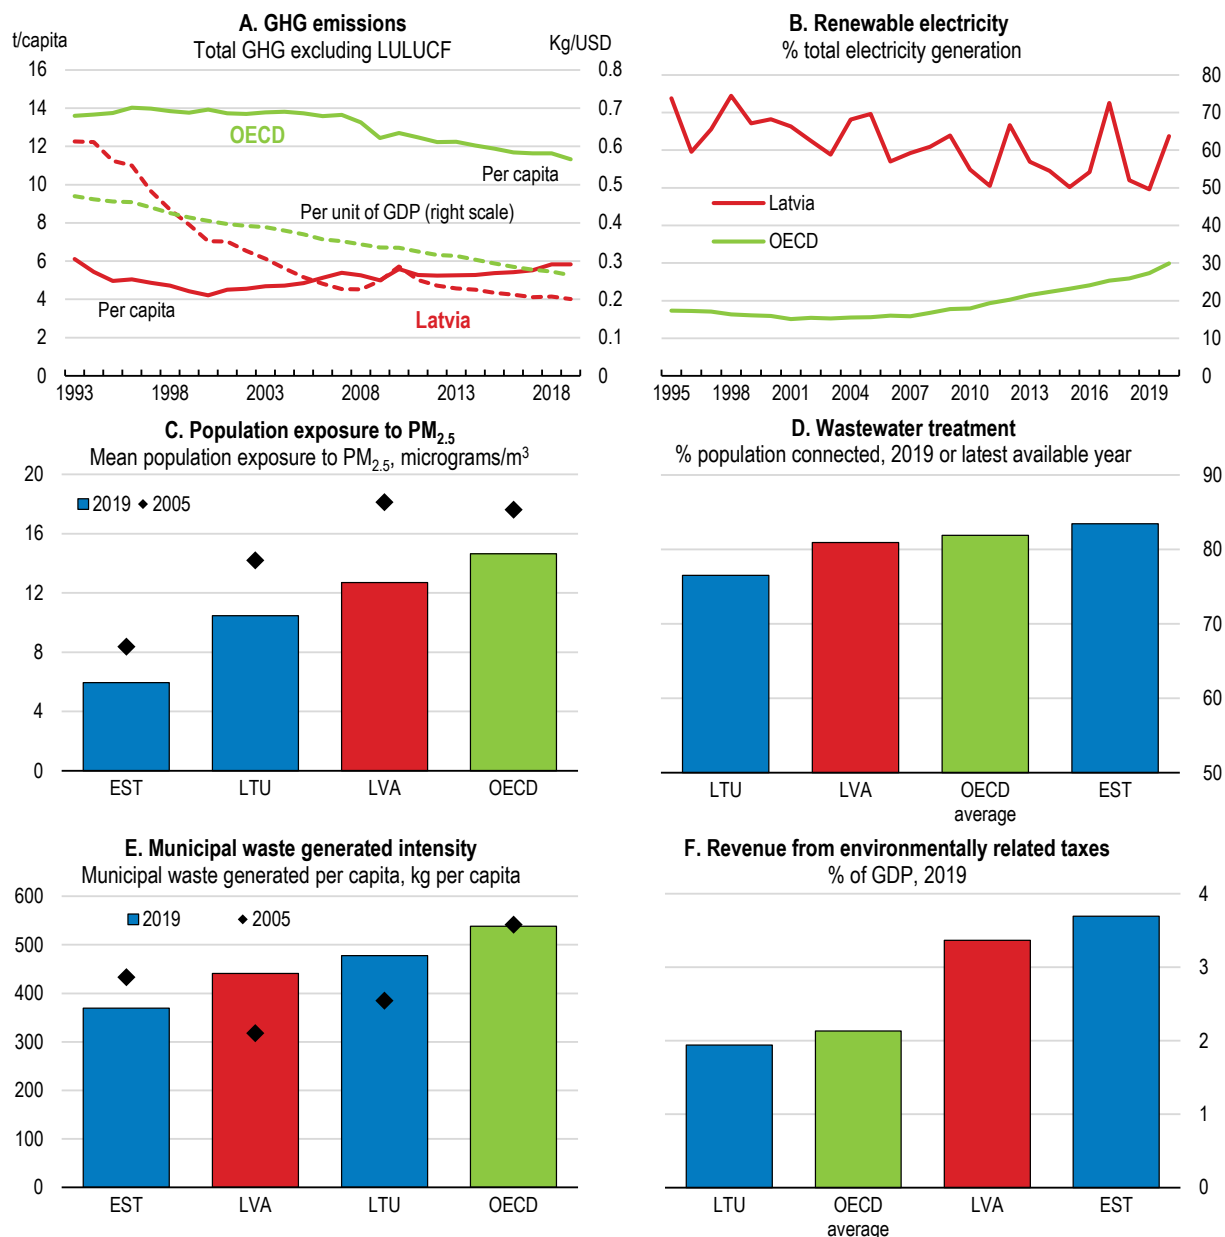 A. GHG emissions
t/capita
Total GHG excluding LULUCF
Kg/USD
16
14
12
10
8
6
4
2
0
0.8
0.7
0.6
0.5
0.4
0.3
0.2
0.1
0
OECD
Per capita
Per unit of GDP (right scale)
Per capita
Latvia
1993
1998
2003
2008
2013
2018
B. Renewable electricity
% total electricity generation
80
70
60
50
40
30
20
10
0
Latvia
OECD
1995
1998
2001
2004
2007
2010
2013
2016
2019
C. Population exposure to PM2.5
Mean population exposure to PM2.5, micrograms/m3
20
16
12
8
4
0
2019
2005
EST
LTU
LVA
OECD
D. Wastewater treatment
% population connected, 2019 or latest available year
90
80
70
60
50
LTU
LVA
OECD
average
EST
E. Municipal waste generated intensity
Municipal waste generated per capita, kg per capita
600
500
400
300
200
100
0
2019
2005
EST
LVA
LTU
OECD
F. Revenue from environmentally related taxes
% of GDP, 2019
4
3
2
1
0
LTU
OECD
average
LVA
EST